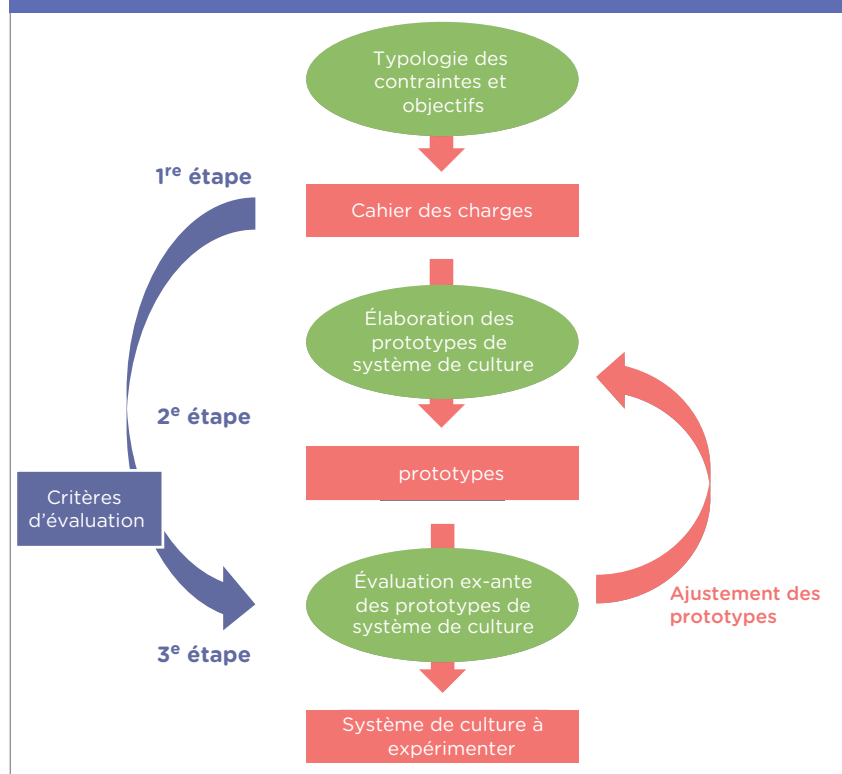 Typologie des
contraintes et
objectifs
1re étape
Cahier des charges
Élaboration des
prototypes de
système de culture
2e étape
prototypes
Critères
d'évaluation
Évaluation ex-ante
des prototypes de
système de culture
Ajustement des
prototypes
3e étape
Système de culture à
expérimenter